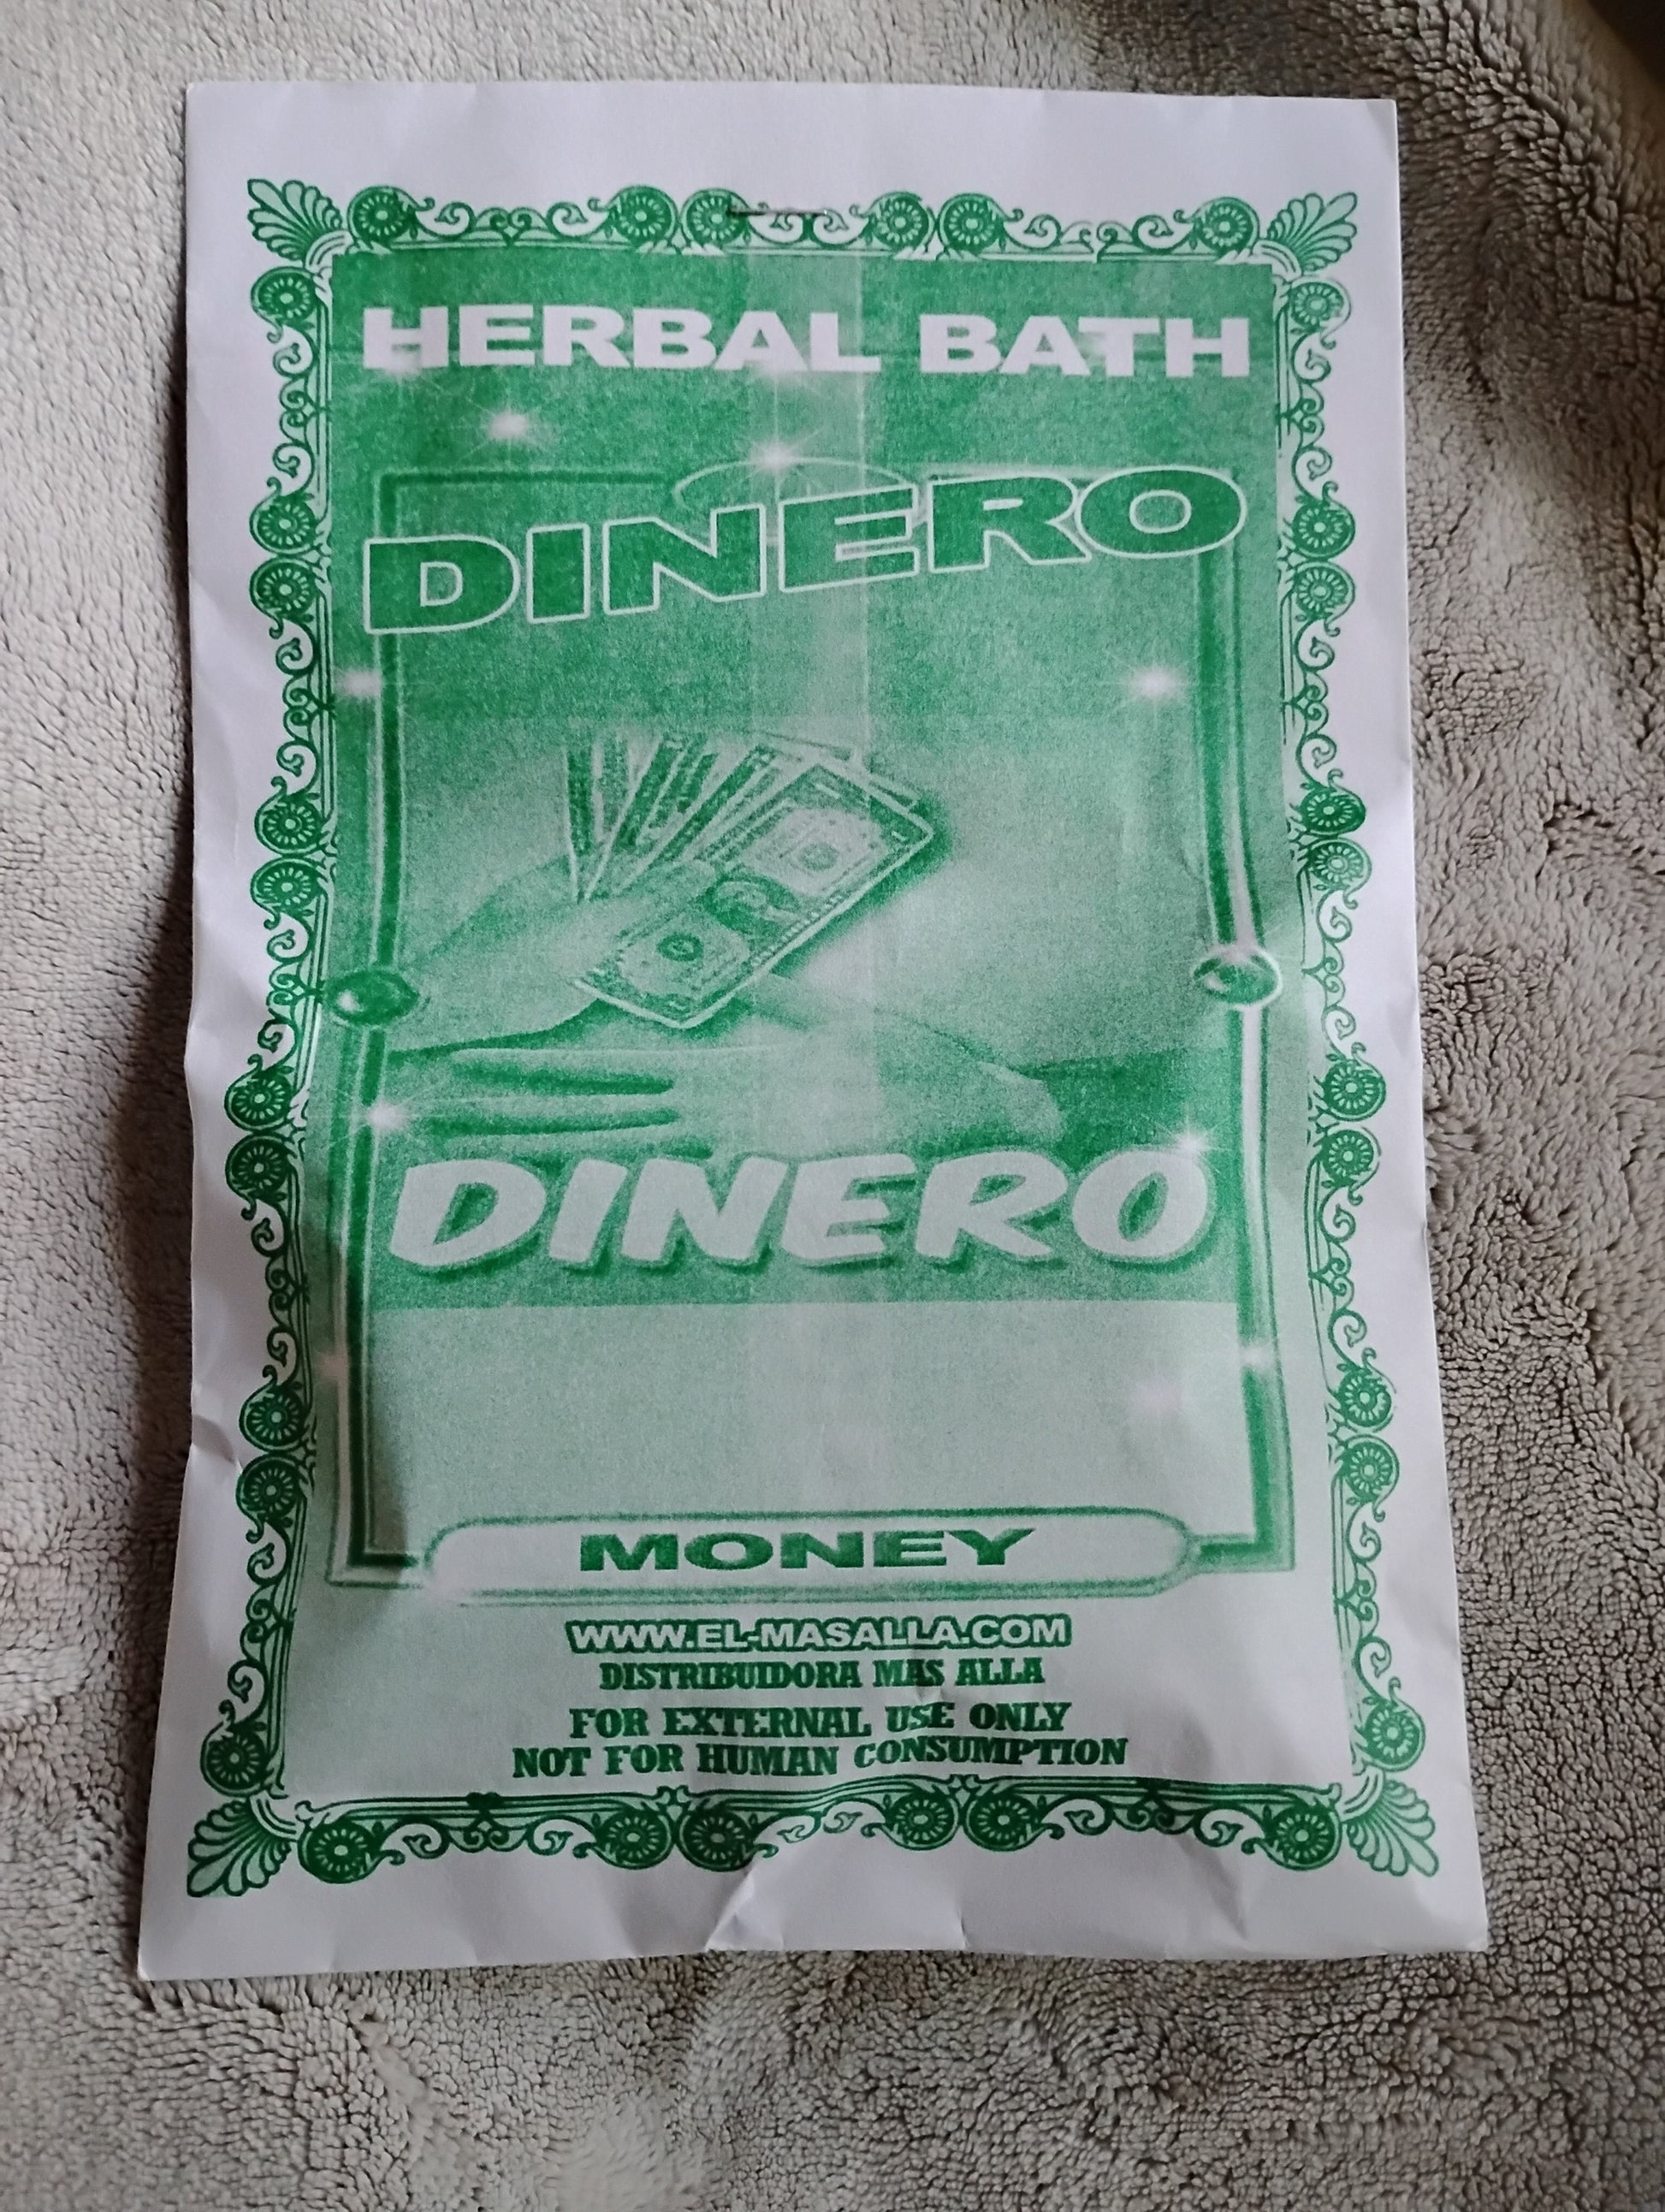 HERBAL BATH
DINERO
DINERO
MONEY
WWW.EL-MASALLA.COM
DISTRIBUIDORA MAS ALLA
FOR EXTERNAL USE ONLY
NOT FOR HUMAN CONSUMPTION